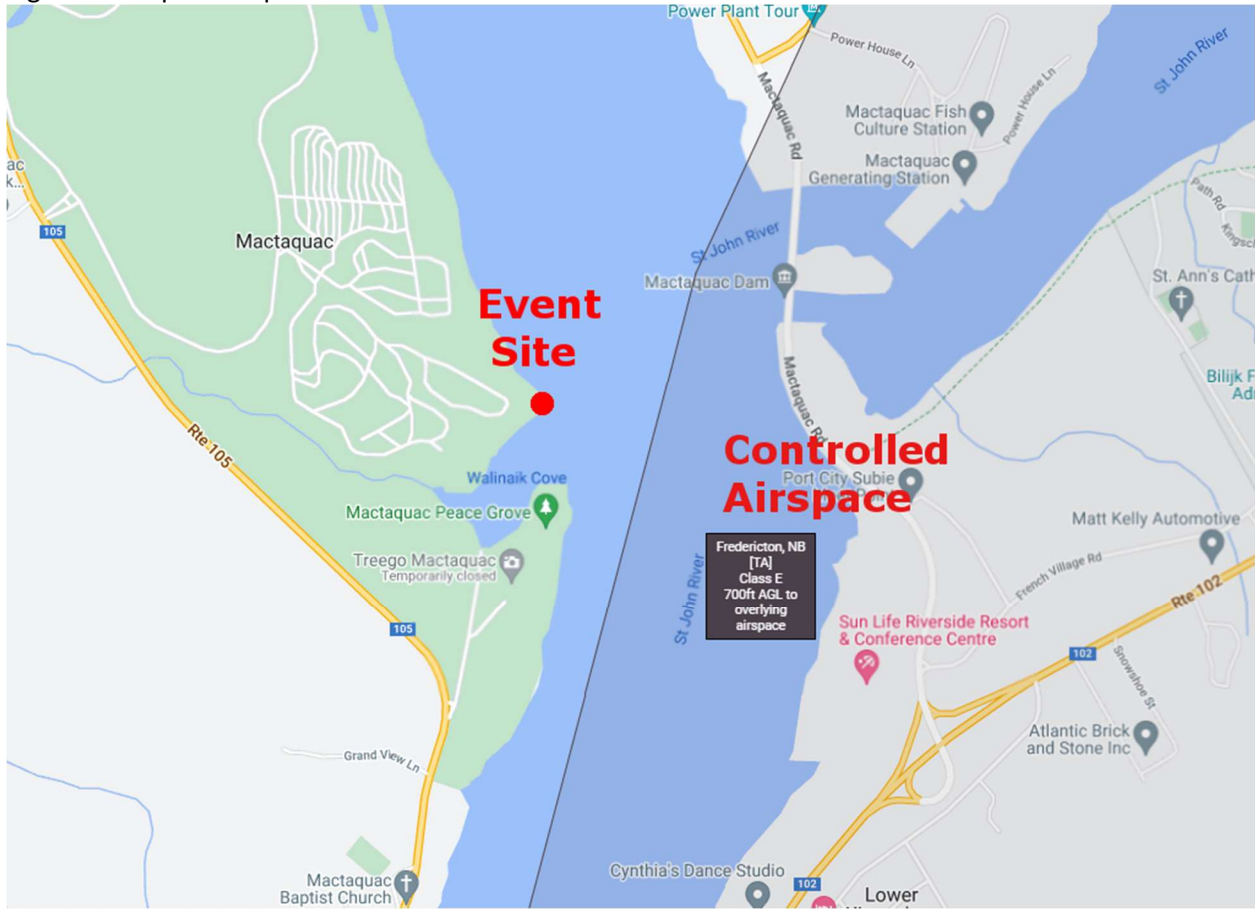 Power Plant Tour
Power House Ln
St John River
Mactaquac Rd
Mactaquac Fish
Culture Station
Power House Ln
Mactaquac
Generating Station
ac
k...
105
Mactaquac
Path Rd
St John River
Mactaquac Dam
St. Ann's Cath
Event
Site
Mactaquac Rd
Bilijk F
Rte 105
Controlled
Airspace
Walinaik Cove
Port City Subie
Mactaquac Peace Grove
Matt Kelly Automotive
Treego Mactaquac
Temporarily closed
Fredericton, NB
[TA]
Class E
700ft AGL to
overlying
airspace
St John River
French Village Rd
Rte 102
105
Sun Life Riverside Resort
& Conference Centre
102
Snowshoe St
Atlantic Brick
and Stone Inc
Grand View Ln
Cynthia's Dance Studio
Mactaquac
Baptist Church
102
Lower